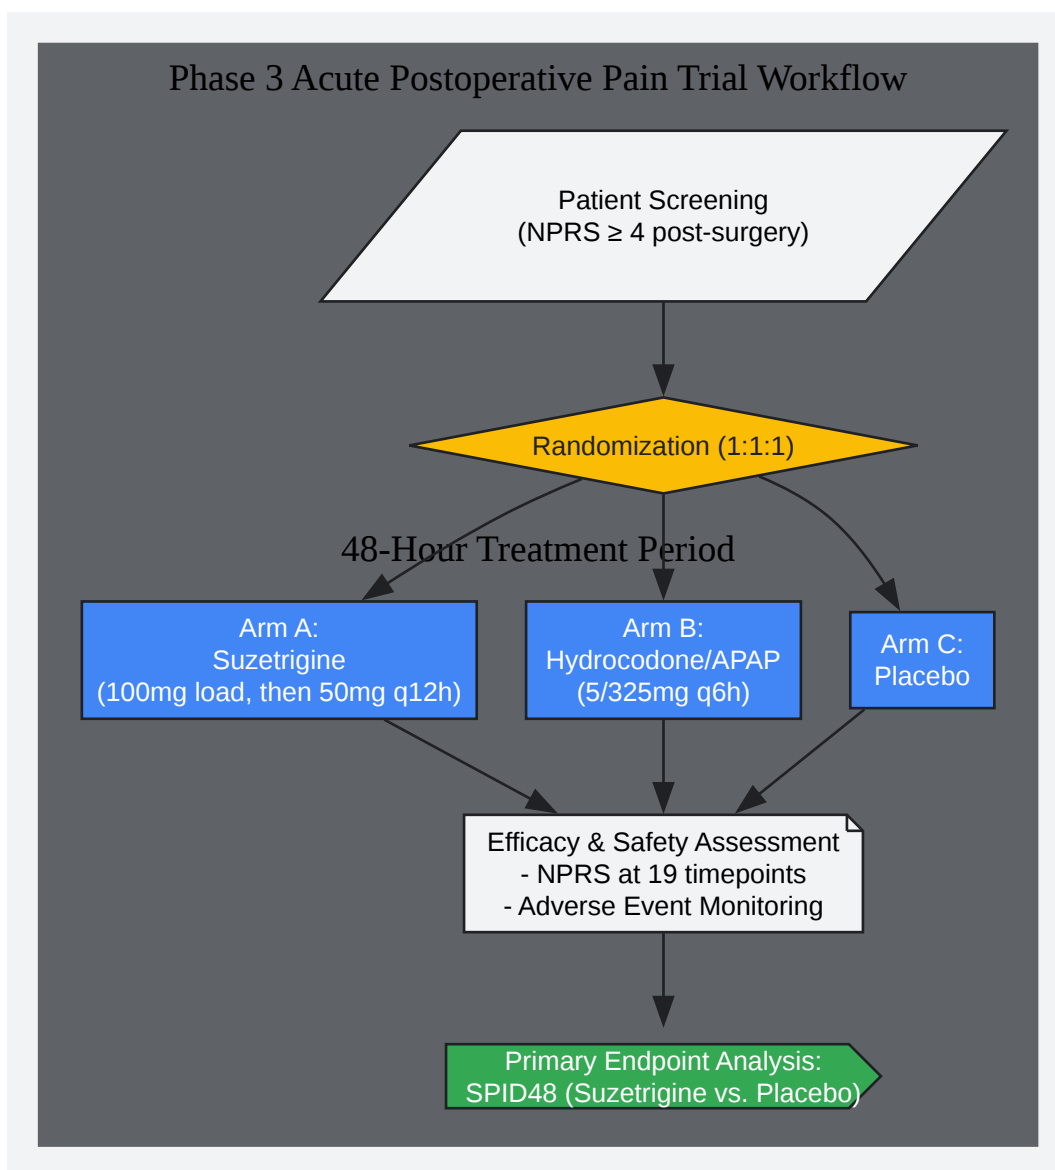 Phase 3 Acute Postoperative Pain Trial Workflow
Patient Screening
(NPRS ≥ 4 post-surgery)
Randomization (1:1:1)
48-Hour Treatment Period
Arm A:
Suzetrigine
(100mg load, then 50mg q12h)
Arm B:
Hydrocodone/APAP
(5/325mg q6h)
Arm C:
Placebo
Efficacy & Safety Assessment
- NPRS at 19 timepoints
- Adverse Event Monitoring
Primary Endpoint Analysis:
SPID48 (Suzetrigine vs. Placebo)